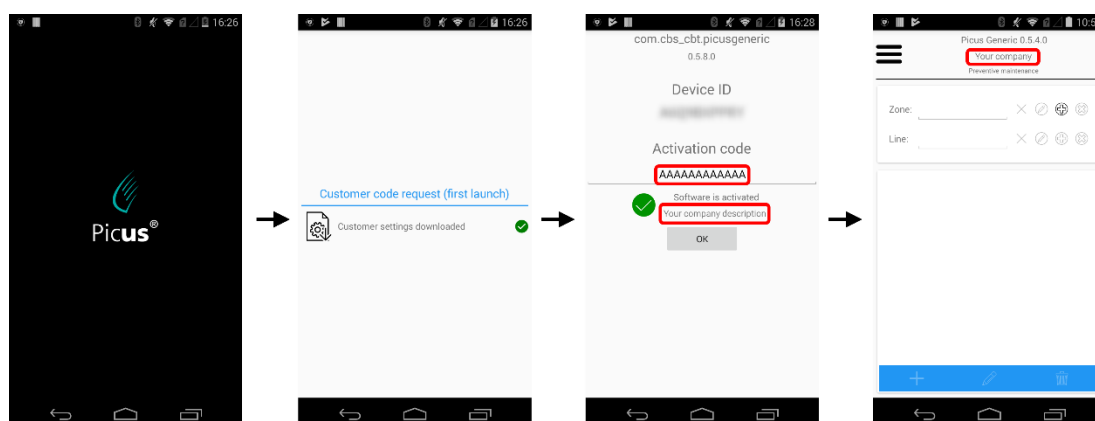 16:26
Picus®
16:26
Customer code request (first launch)
Customer settings downloaded
16:28
com.cbs_cbt.picusgeneric
0.5.8.0
Device ID
Activation code
AAAAAAAAAAAA
Software is activated
Your company description
OK
Picus Generic 0.5.4.0
Your company
Preventive maintenance
Zone:
Line: